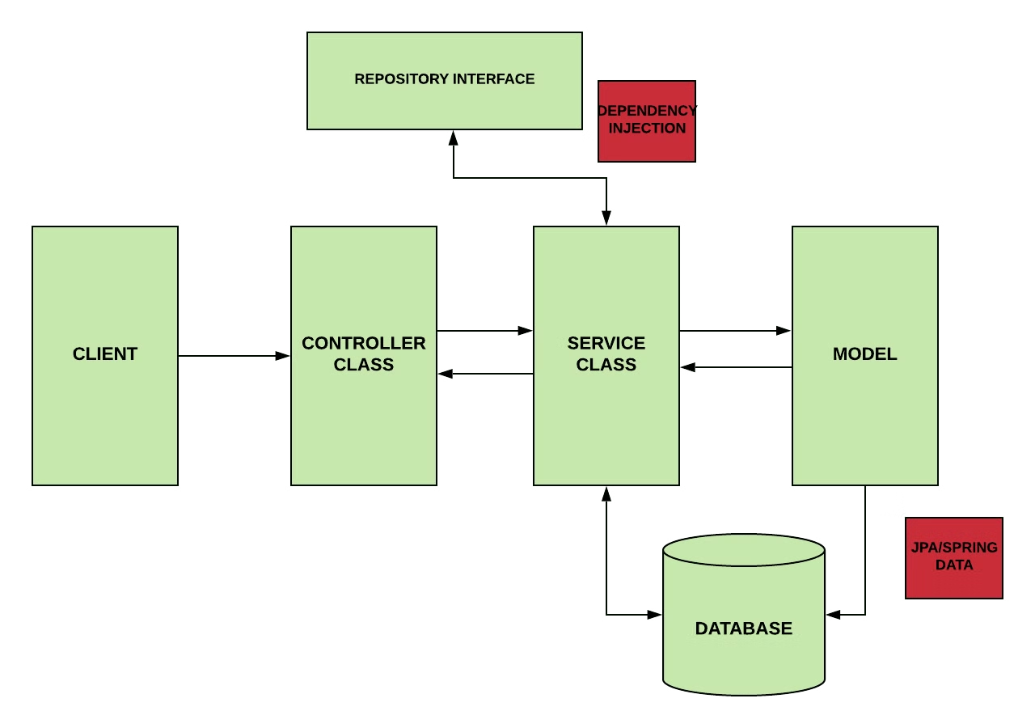 REPOSITORY INTERFACE
DEPENDENCY
INJECTION
CLIENT
CONTROLLER
CLASS
SERVICE
CLASS
MODEL
JPA/SPRING
DATA
DATABASE